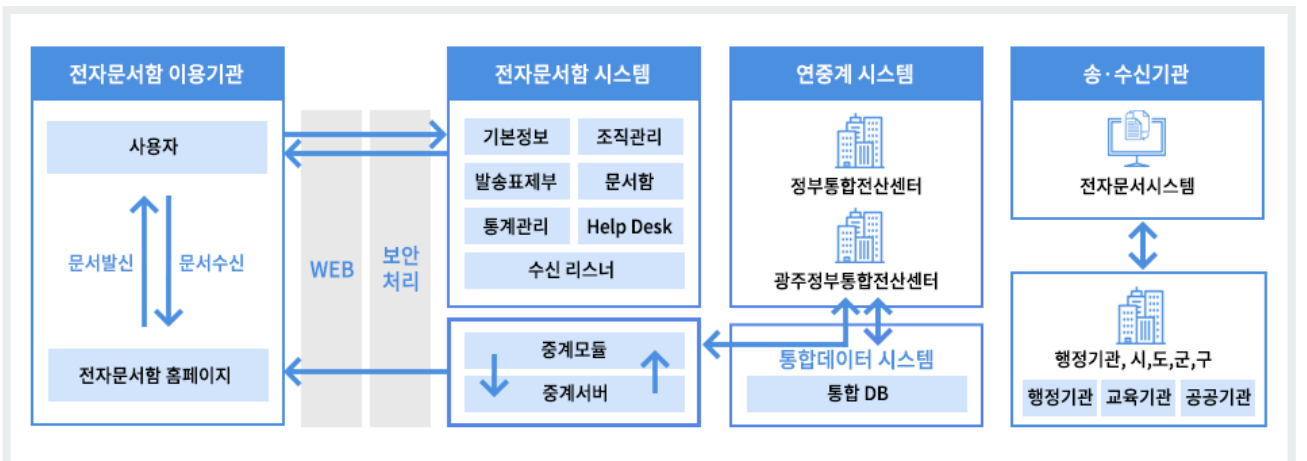 전자문서함 이용기관
사용자
문서발신
문서수신
전자문서함 홈페이지
WEB
보안
처리
전자문서함 시스템
기본정보
조직관리
발송표제부
문서함
통계관리
Help Desk
수신 리스너
중계모듈
중계서버
연중계 시스템
정부통합전산센터
광주정부통합전산센터
통합데이터 시스템
통합 DB
송·수신기관
전자문서시스템
행정기관, 시,도,군,구
행정기관
교육기관
공공기관